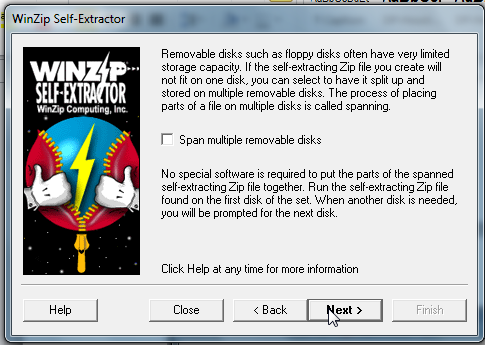 WinZip Self-Extractor
WINZIP
SELF-EXTRACTOR
WinZip Computing, Inc.
Removable disks such as floppy disks often have very limited
storage capacity. If the self-extracting Zip file you create will
not fit on one disk, you can select to have it split up and
stored on multiple removable disks. The process of placing
parts of a file on multiple disks is called spanning.
Span multiple removable disks
No special software is required to put the parts of the spanned
self-extracting Zip file together. Run the self-extracting Zip file
found on the first disk of the set. When another disk is needed,
you will be prompted for the next disk.
Click Help at any time for more information
Help
Close
< Back
Next >
Finish